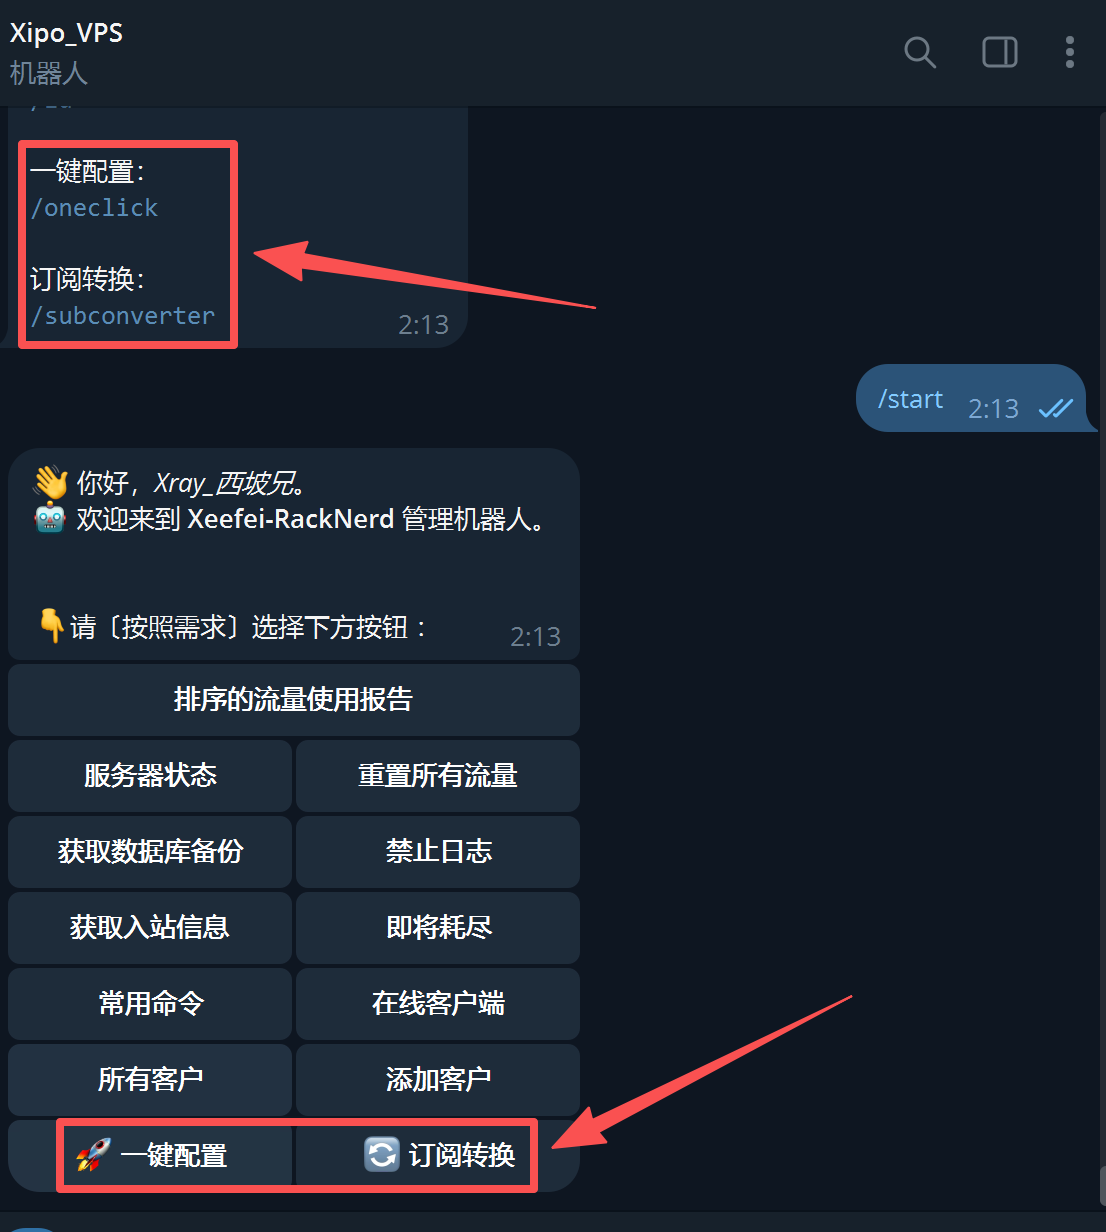 Xipo_VPS
机器人
一键配置：
/oneclick
订阅转换：
/subconverter
2:13
/start 2:13
👋 你好，Xray_西坡兄。
🤖 欢迎来到 Xeefei-RackNerd 管理机器人。
👇请〔按照需求〕选择下方按钮：
2:13
排序的流量使用报告
服务器状态
重置所有流量
获取数据库备份
禁止日志
获取入站信息
即将耗尽
常用命令
在线客户端
所有客户
添加客户
🚀 一键配置
🔄 订阅转换